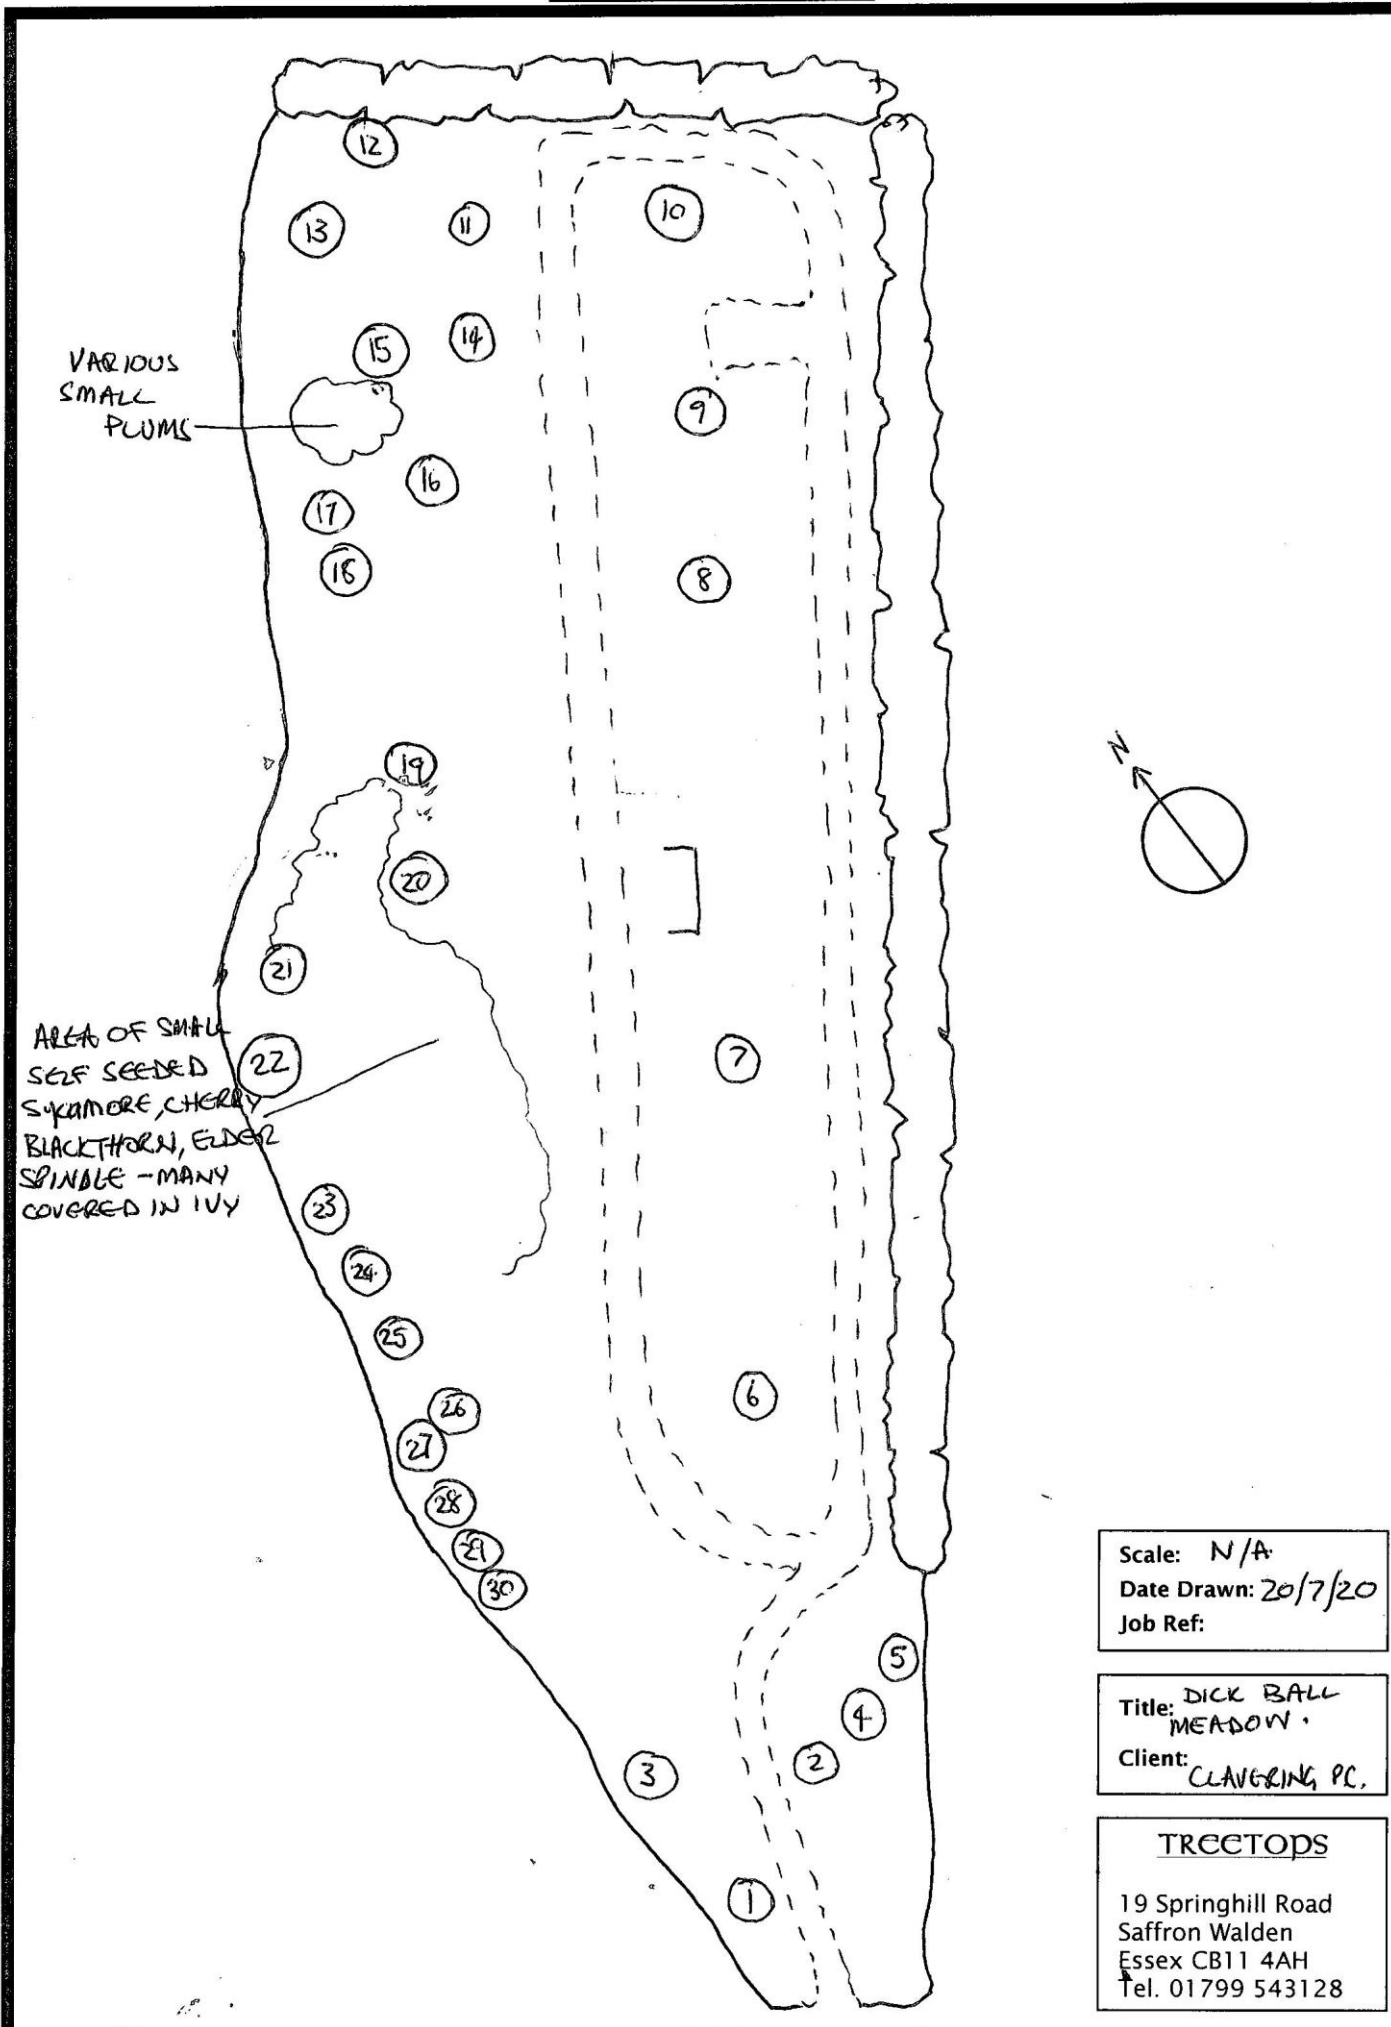 12
13
11
10
15
14
VARIOUS
SMALL
PLUMS
9
16
17
18
8
N
19
20
21
AREA OF SMALL
SELF SEEDED
SYCAMORE, CHERRY
BLACKTHORN, ELDER
SPINDLE - MANY
COVERED IN IVY
22
7
23
24
25
6
26
27
28
29
30
Scale: N/A
Date Drawn: 20/7/20
Job Ref:
5
4
2
3
1
Title: DICK BALL
MEADOW.
Client: CLAVERING PC.
TREETOPS
19 Springhill Road
Saffron Walden
Essex CB11 4AH
Tel. 01799 543128